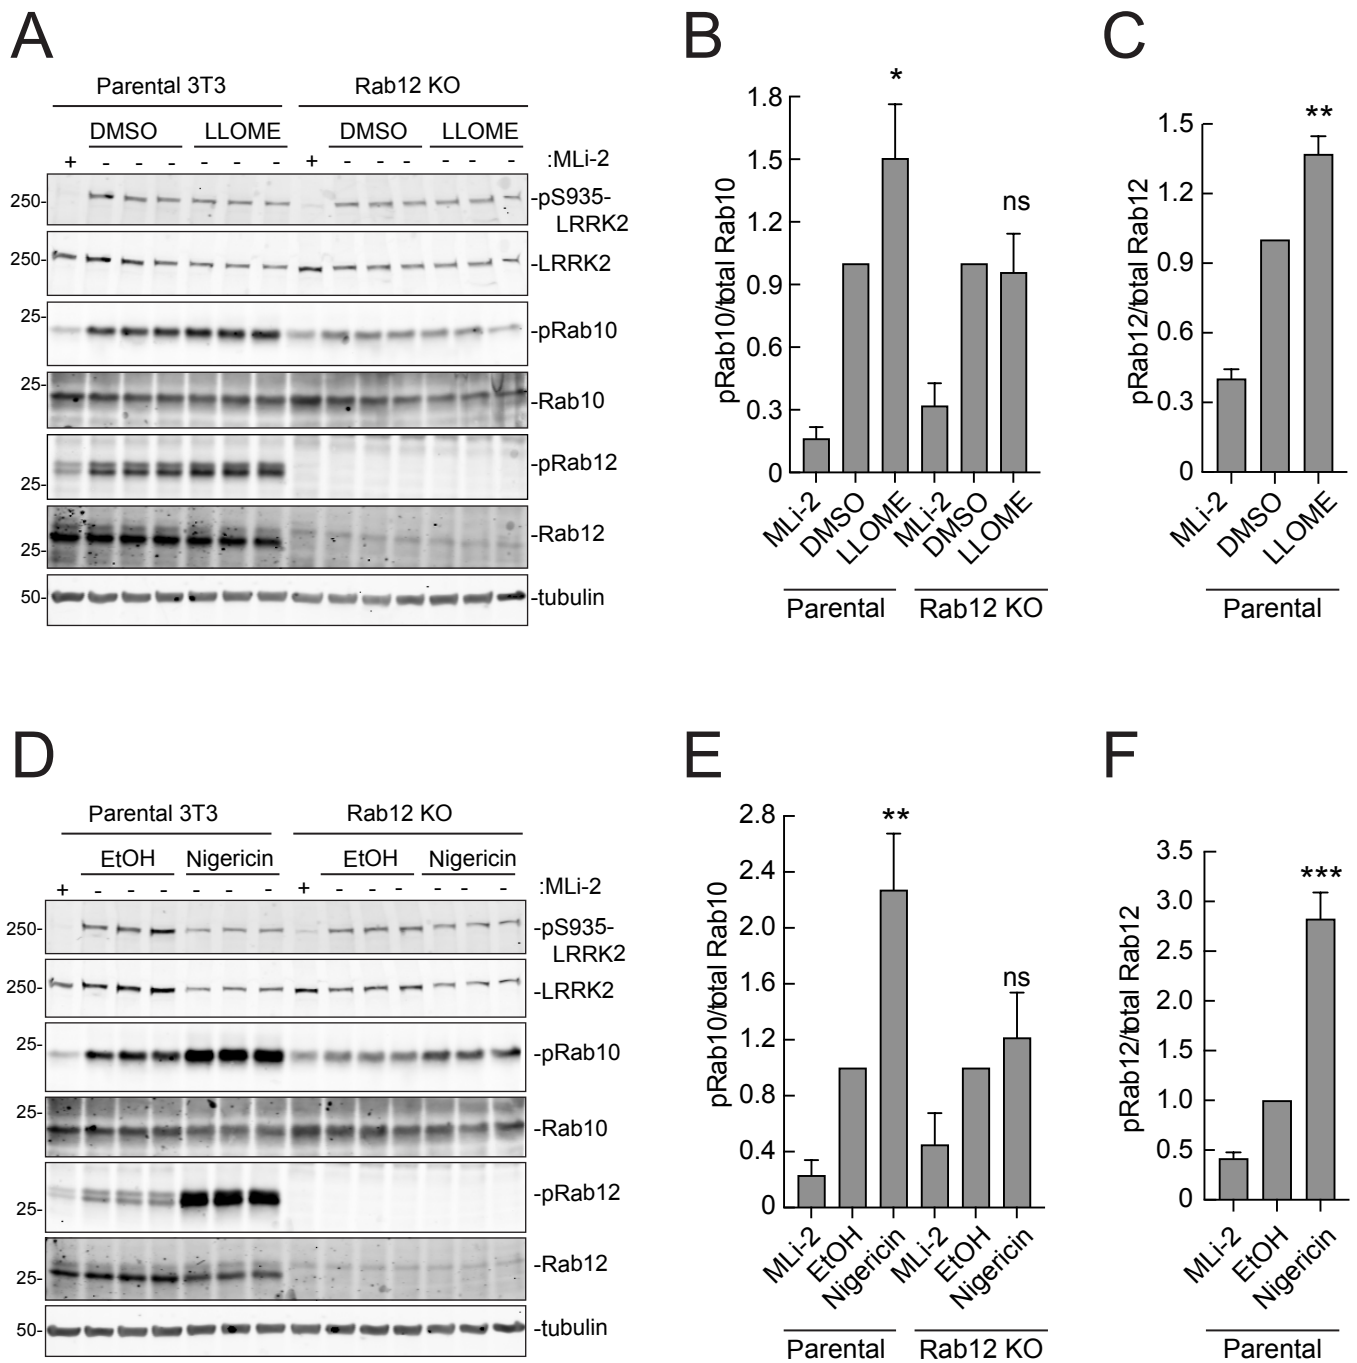 A
Parental 3T3 Rab12 KO
DMSO LLOME DMSO LLOME
+ - - - - - - + - - - - - - :MLi-2
250- -pS935-
LRRK2
250- -LRRK2
25- -pRab10
25- -Rab10
25- -pRab12
25- -Rab12
50- -tubulin
B
pRab10/total Rab10
1.8
1.5
1.2
0.9
0.6
0.3
0
*
ns
MLi-2 DMSO LLOME MLi-2 DMSO LLOME
Parental Rab12 KO
C
pRab12/total Rab12
1.5
1.2
0.9
0.6
0.3
0
**
MLi-2 DMSO LLOME
Parental
D
Parental 3T3 Rab12 KO
EtOH Nigericin EtOH Nigericin
+ - - - - - - + - - - - - - :MLi-2
250- -pS935-
LRRK2
250- -LRRK2
25- -pRab10
25- -Rab10
25- -pRab12
25- -Rab12
50- -tubulin
E
pRab10/total Rab10
2.8
2.4
2.0
1.6
1.2
0.8
0.4
0
**
ns
MLi-2 EtOH Nigericin MLi-2 EtOH Nigericin
Parental Rab12 KO
F
pRab12/total Rab12
3.5
3.0
2.5
2.0
1.5
1.0
0.5
0
***
MLi-2 EtOH Nigericin
Parental